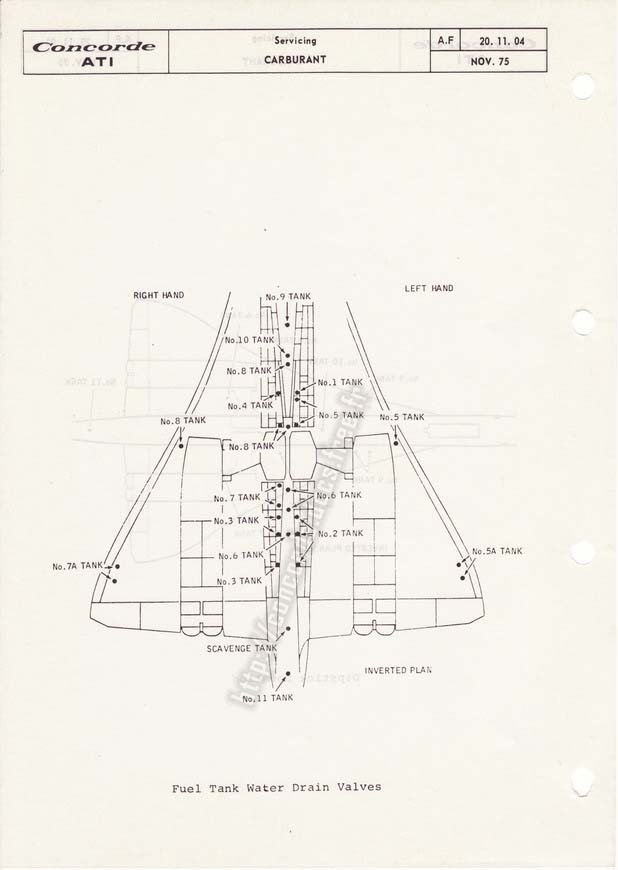 Concorde
ATI
Servicing
CARBURANT
A.F
20. 11. 04
NOV. 75
RIGHT HAND
LEFT HAND
No.9 TANK
No.10 TANK
No.8 TANK
No.1 TANK
No.4 TANK
No.5 TANK
No.8 TANK
No.5 TANK
No.8 TANK
No.7 TANK
No.6 TANK
No.3 TANK
No.2 TANK
No.6 TANK
No.5A TANK
No.7A TANK
No.3 TANK
SCAVENGE TANK
INVERTED PLAN
No.11 TANK
Fuel Tank Water Drain Valves